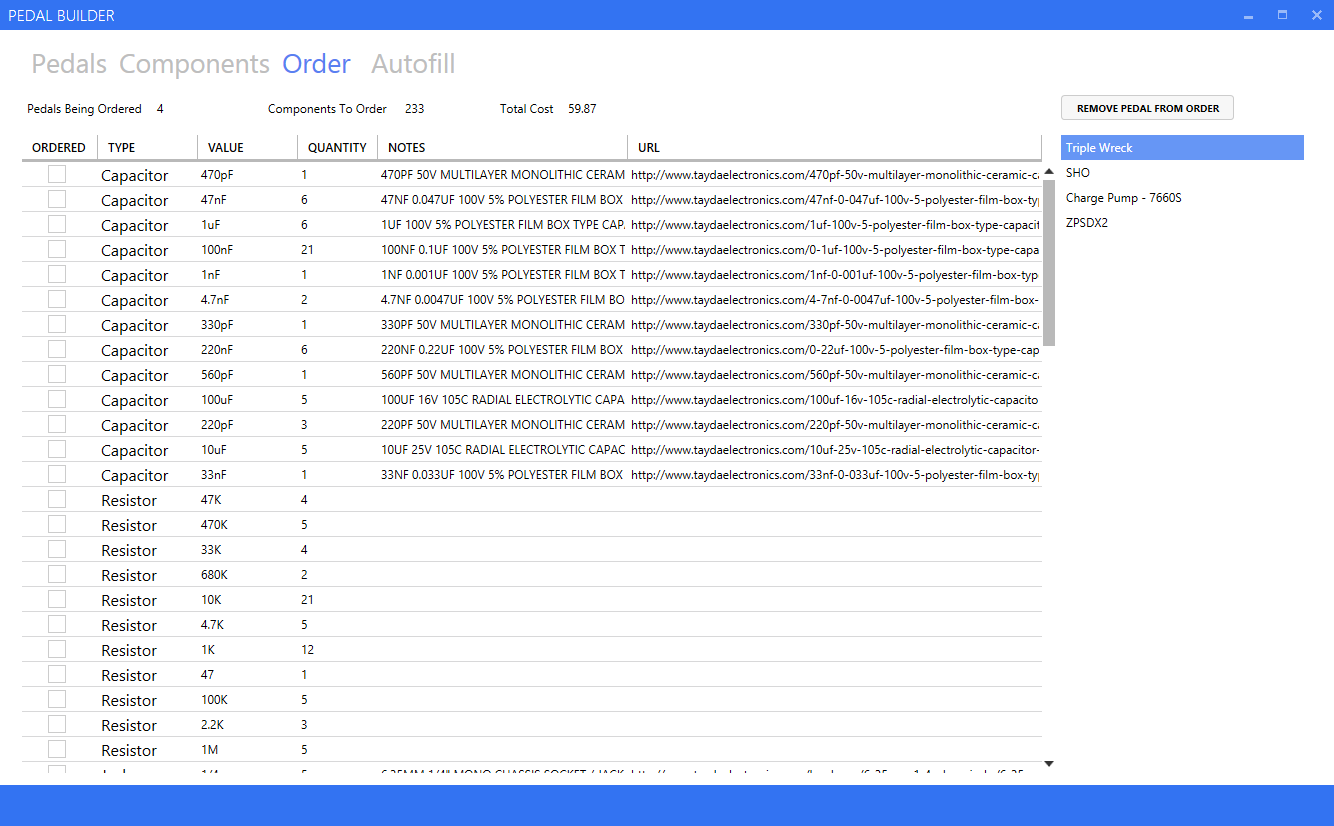 PEDAL BUILDER
Pedals Components Order Autofill
Pedals Being Ordered 4 Components To Order 233 Total Cost 59.87 REMOVE PEDAL FROM ORDER
ORDERED TYPE VALUE QUANTITY NOTES URL
Capacitor 470pF 1 470PF 50V MULTILAYER MONOLITHIC CERAM http://www.taydaelectronics.com/470pf-50v-multilayer-monolithic-ceramic-c
Capacitor 47nF 6 47NF 0.047UF 100V 5% POLYESTER FILM BOX http://www.taydaelectronics.com/47nf-0-047uf-100v-5-polyester-film-box-ty
Capacitor 1uF 6 1UF 100V 5% POLYESTER FILM BOX TYPE CAP http://www.taydaelectronics.com/1uf-100v-5-polyester-film-box-type-capacit
Capacitor 100nF 21 100NF 0.1UF 100V 5% POLYESTER FILM BOX T http://www.taydaelectronics.com/0-1uf-100v-5-polyester-film-box-type-capa
Capacitor 1nF 1 1NF 0.001UF 100V 5% POLYESTER FILM BOX T http://www.taydaelectronics.com/1nf-0-001uf-100v-5-polyester-film-box-typ
Capacitor 4.7nF 2 4.7NF 0.0047UF 100V 5% POLYESTER FILM BO http://www.taydaelectronics.com/4-7nf-0-0047uf-100v-5-polyester-film-box-
Capacitor 330pF 1 330PF 50V MULTILAYER MONOLITHIC CERAM http://www.taydaelectronics.com/330pf-50v-multilayer-monolithic-ceramic-c
Capacitor 220nF 6 220NF 0.22UF 100V 5% POLYESTER FILM BOX http://www.taydaelectronics.com/0-22uf-100v-5-polyester-film-box-type-cap
Capacitor 560pF 1 560PF 50V MULTILAYER MONOLITHIC CERAM http://www.taydaelectronics.com/560pf-50v-multilayer-monolithic-ceramic-c
Capacitor 100uF 5 100UF 16V 105C RADIAL ELECTROLYTIC CAPA http://www.taydaelectronics.com/100uf-16v-105c-radial-electrolytic-capacito
Capacitor 220pF 3 220PF 50V MULTILAYER MONOLITHIC CERAM http://www.taydaelectronics.com/220pf-50v-multilayer-monolithic-ceramic-c
Capacitor 10uF 5 10UF 25V 105C RADIAL ELECTROLYTIC CAPAC http://www.taydaelectronics.com/10uf-25v-105c-radial-electrolytic-capacitor-
Capacitor 33nF 1 33NF 0.033UF 100V 5% POLYESTER FILM BOX http://www.taydaelectronics.com/33nf-0-033uf-100v-5-polyester-film-box-ty
Resistor 47K 4
Resistor 470K 5
Resistor 33K 4
Resistor 680K 2
Resistor 10K 21
Resistor 4.7K 5
Resistor 1K 12
Resistor 47 1
Resistor 100K 5
Resistor 2.2K 3
Resistor 1M 5
Triple Wreck
SHO
Charge Pump - 7660S
ZPSDX2